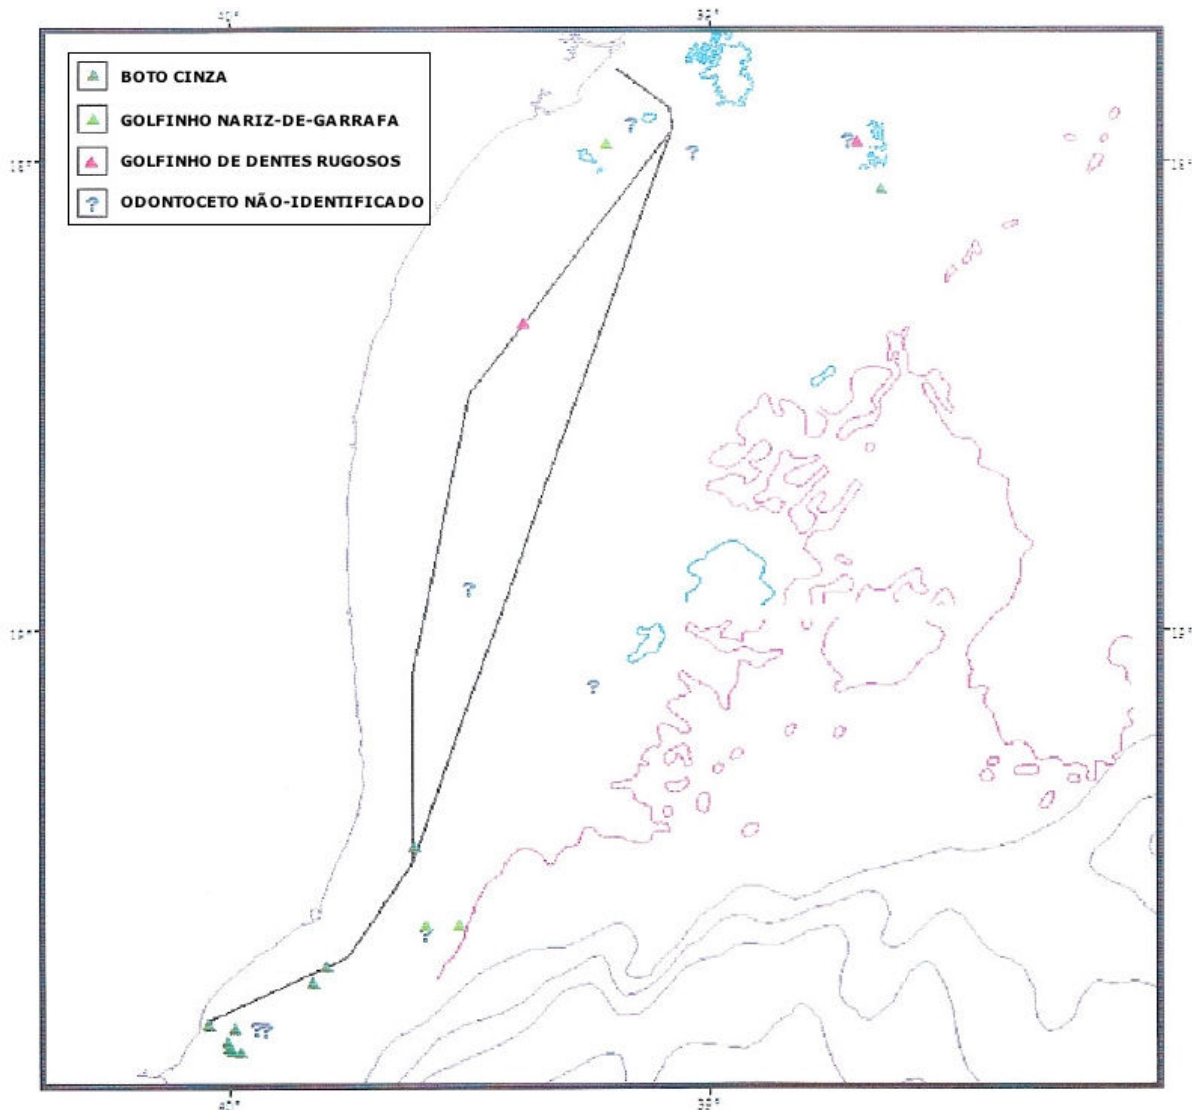 BOTO CINZA
GOLFINHO NARIZ-DE-GARRAFA
GOLFINHO DE DENTES RUGOSOS
? ODONTOCETO NÃO-IDENTIFICADO
?
?
?
?
?
?
??